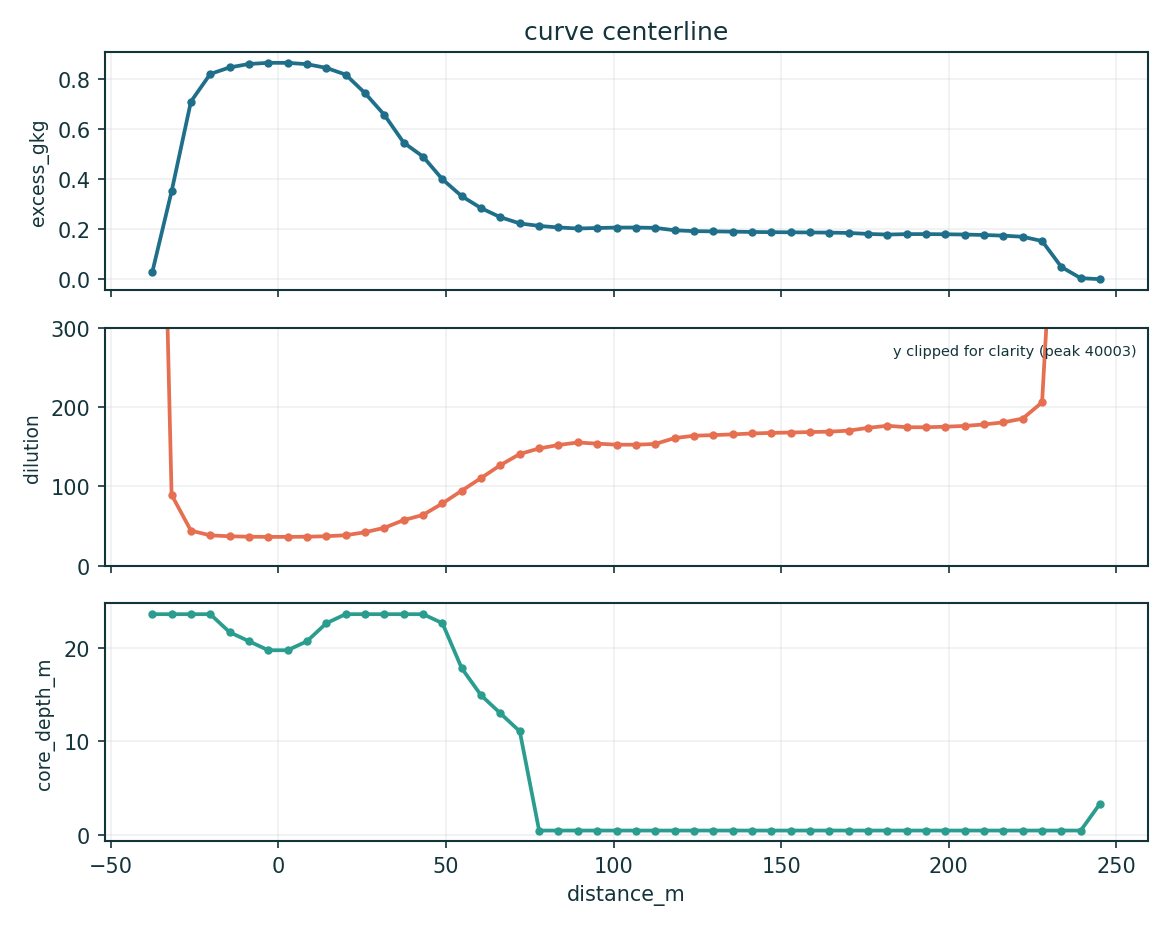 curve centerline
0.8
0.6
0.4
0.2
0.0
excess_gkg
300
200
100
0
dilution
y clipped for clarity (peak 40003)
20
10
0
core_depth_m
−50 0 50 100 150 200 250
distance_m